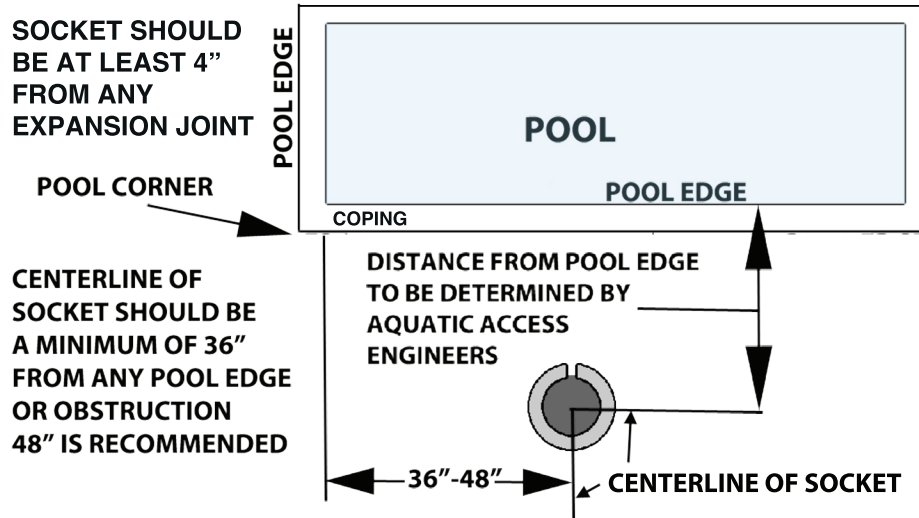 SOCKET SHOULD
BE AT LEAST 4”
FROM ANY
EXPANSION JOINT
POOL EDGE
POOL
POOL CORNER
POOL EDGE
COPING
CENTERLINE OF
SOCKET SHOULD BE
A MINIMUM OF 36”
FROM ANY POOL EDGE
OR OBSTRUCTION
48” IS RECOMMENDED
DISTANCE FROM POOL EDGE
TO BE DETERMINED BY
AQUATIC ACCESS
ENGINEERS
36”-48”
CENTERLINE OF SOCKET